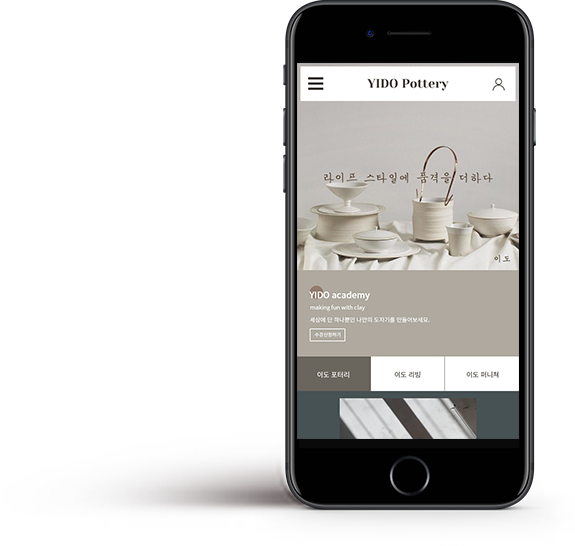 YIDO Pottery
라이프 스타일에 품격을 더하다
이도
YIDO academy
making fun with clay
세상에 단 하나뿐인 나만의 도자기를 만들어보세요.
수강신청하기
이도 포터리
이도 리빙
이도 퍼니쳐